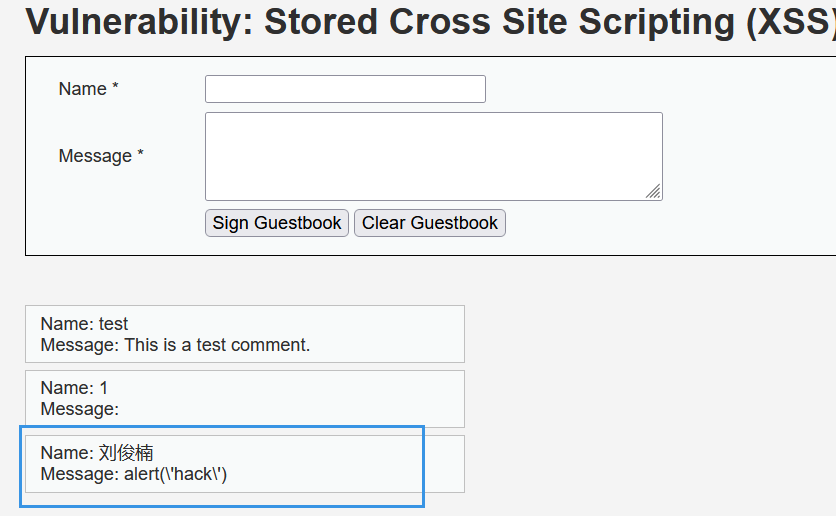 Vulnerability: Stored Cross Site Scripting (XSS)
Name *
Message *
Sign Guestbook Clear Guestbook
Name: test
Message: This is a test comment.
Name: 1
Message:
Name: 刘俊楠
Message: alert(\'hack\')